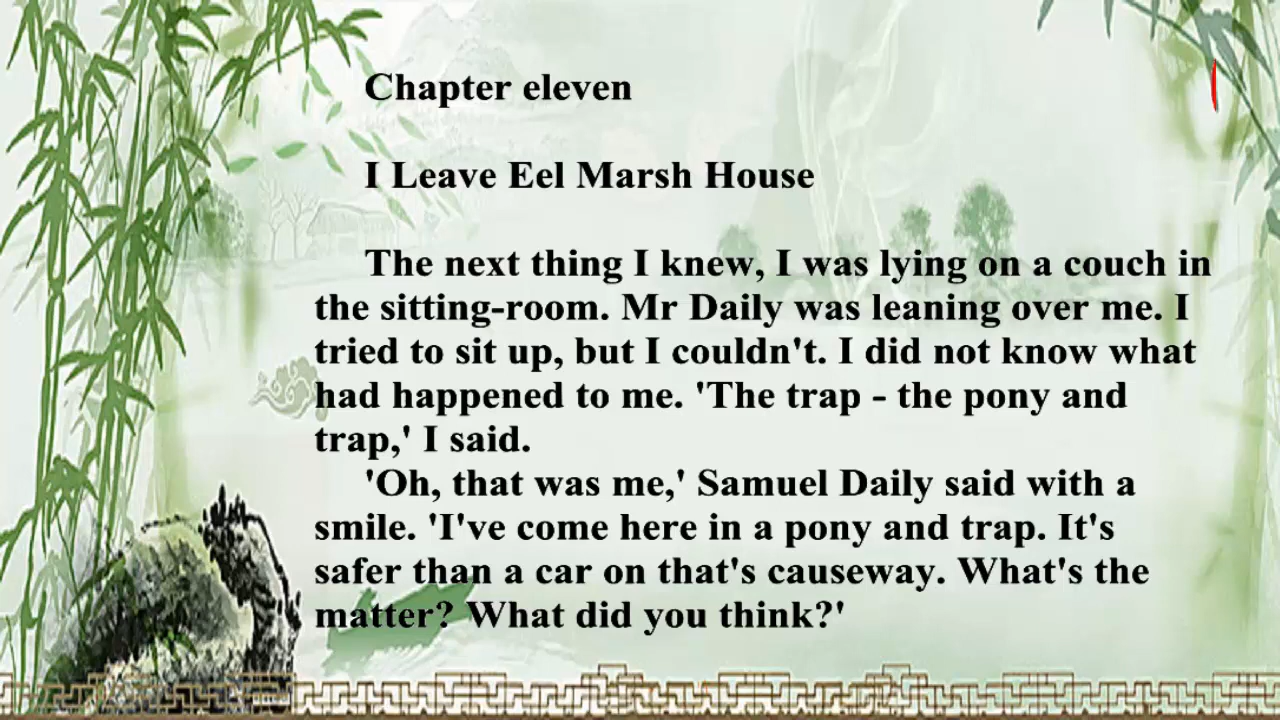 Chapter eleven
I Leave Eel Marsh House
The next thing I knew, I was lying on a couch in
the sitting-room. Mr Daily was leaning over me. I
tried to sit up, but I couldn't. I did not know what
had happened to me. 'The trap - the pony and
trap,' I said.
'Oh, that was me,' Samuel Daily said with a
smile. 'I've come here in a pony and trap. It's
safer than a car on that's causeway. What's the
matter? What did you think?'